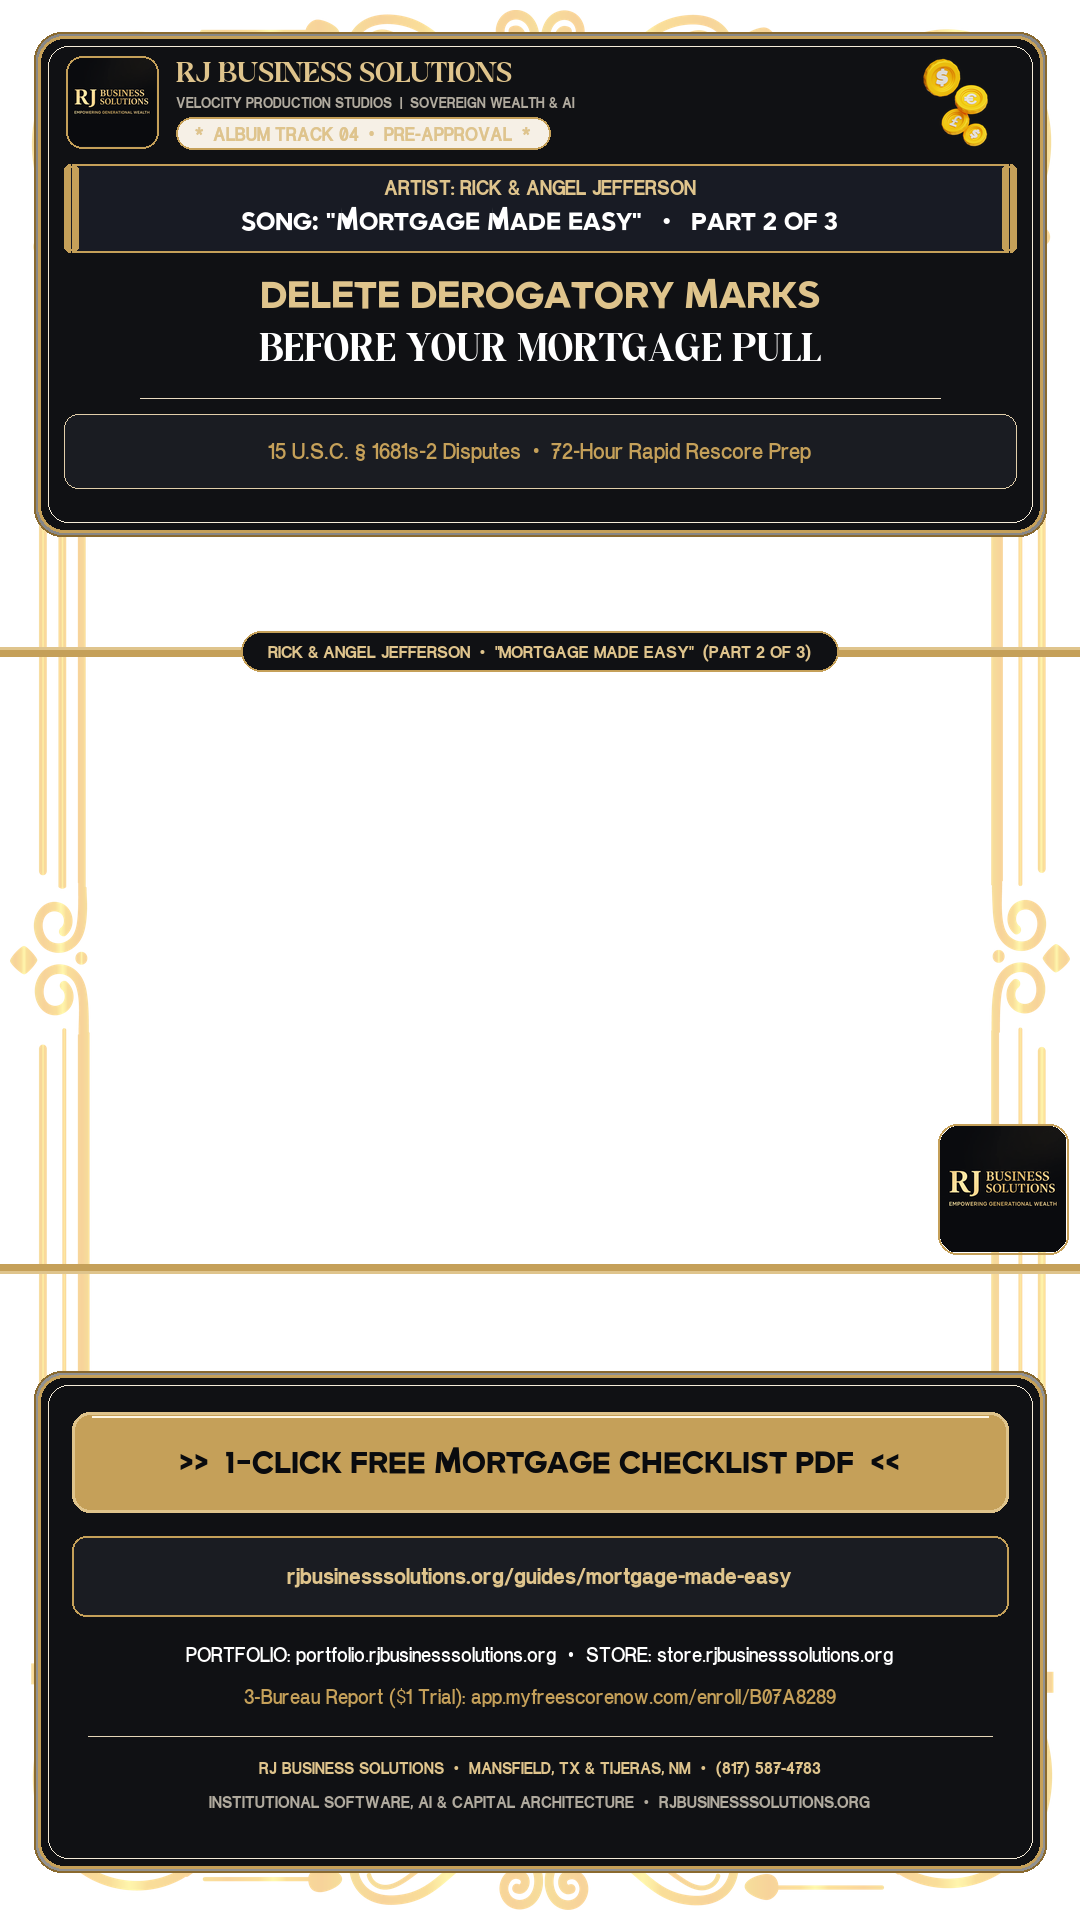 RJ BUSINESS SOLUTIONS
EMPOWERING GENERATIONAL WEALTH
RJ BUSINESS SOLUTIONS
VELOCITY PRODUCTION STUDIOS | SOVEREIGN WEALTH & AI
* ALBUM TRACK 04 • PRE-APPROVAL *
ARTIST: RICK & ANGEL JEFFERSON
SONG: "MORTGAGE MADE EASY" • PART 2 OF 3
DELETE DEROGATORY MARKS
BEFORE YOUR MORTGAGE PULL
15 U.S.C. § 1681s-2 Disputes • 72-Hour Rapid Rescore Prep
RICK & ANGEL JEFFERSON • "MORTGAGE MADE EASY" (PART 2 OF 3)
RJ BUSINESS SOLUTIONS
EMPOWERING GENERATIONAL WEALTH
>> 1-CLICK FREE MORTGAGE CHECKLIST PDF <<
rjbusinesssolutions.org/guides/mortgage-made-easy
PORTFOLIO: portfolio.rjbusinesssolutions.org • STORE: store.rjbusinesssolutions.org
3-Bureau Report ($1 Trial): app.myfreescorenow.com/enroll/B07A8289
RJ BUSINESS SOLUTIONS • MANSFIELD, TX & TIJERAS, NM • (817) 587-4783
INSTITUTIONAL SOFTWARE, AI & CAPITAL ARCHITECTURE • RJBUSINESSSOLUTIONS.ORG